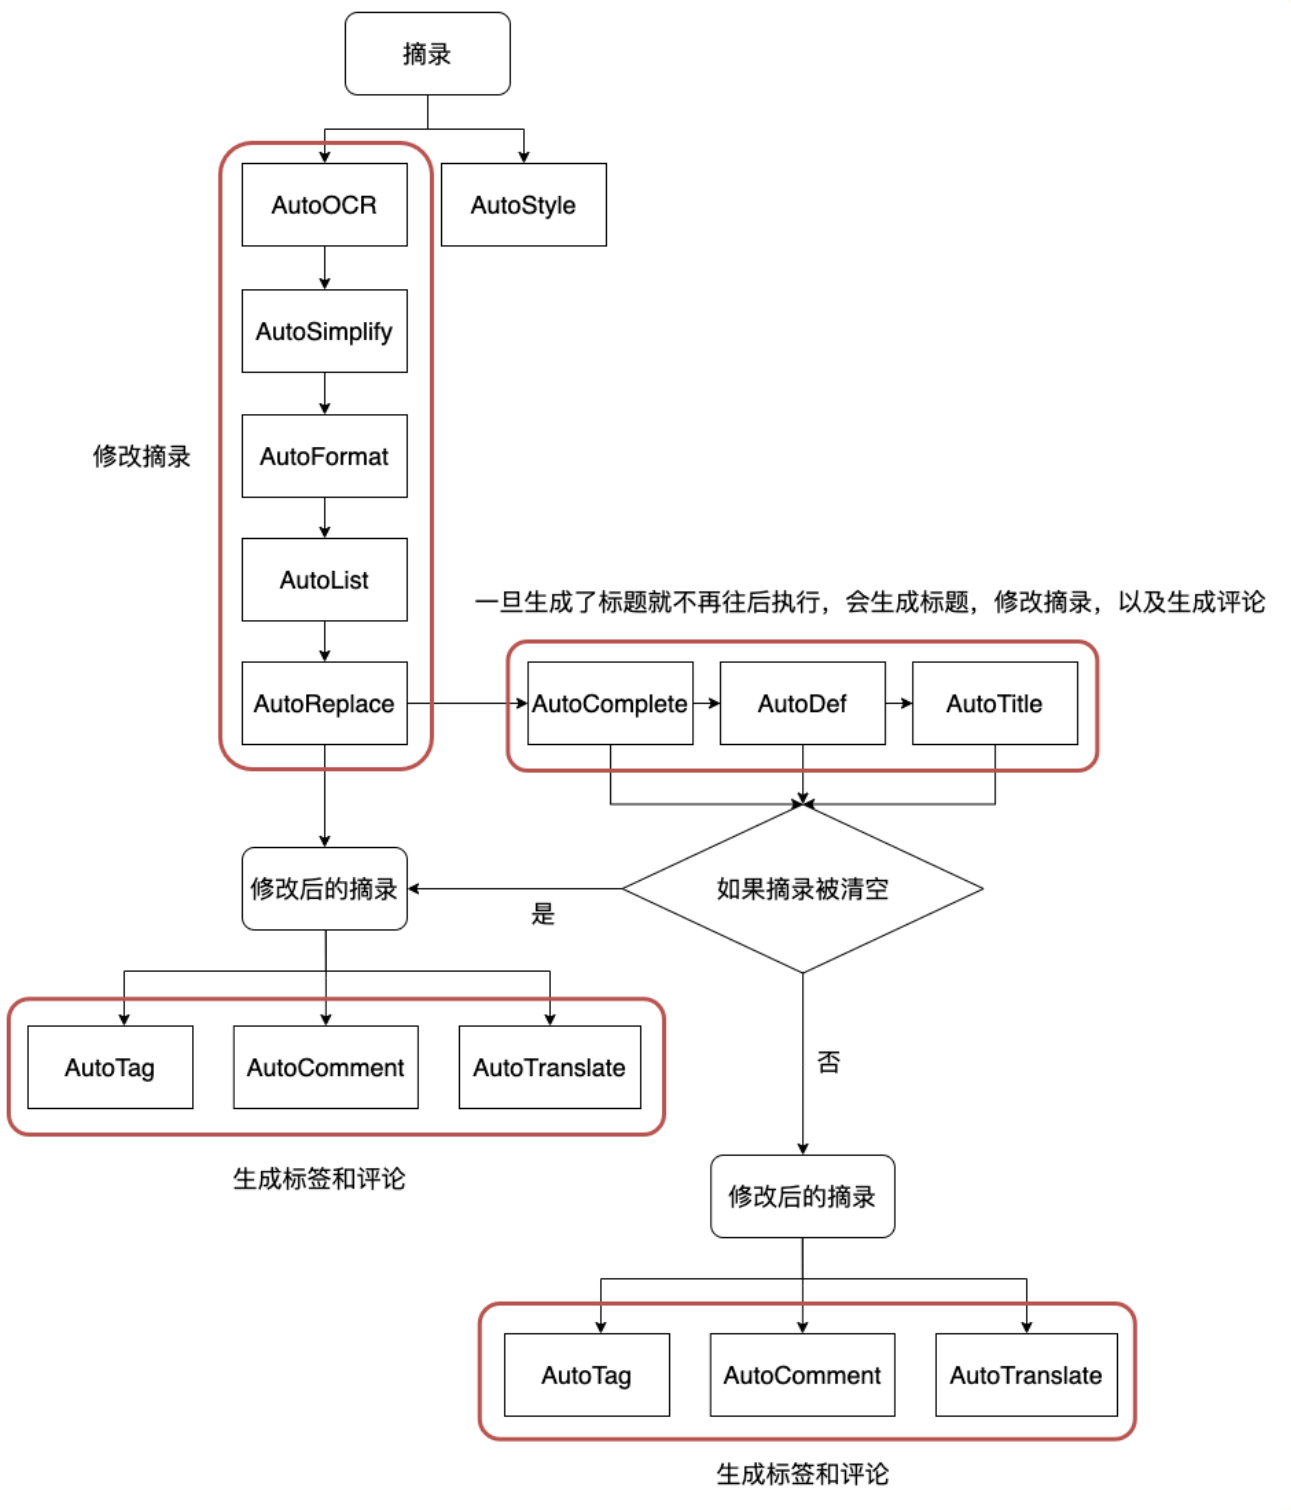 摘录
AutoOCR
AutoStyle
AutoSimplify
修改摘录
AutoFormat
AutoList
一旦生成了标题就不再往后执行，会生成标题，修改摘录，以及生成评论
AutoReplace
AutoComplete
AutoDef
AutoTitle
修改后的摘录
是
如果摘录被清空
否
AutoTag
AutoComment
AutoTranslate
生成标签和评论
修改后的摘录
AutoTag
AutoComment
AutoTranslate
生成标签和评论